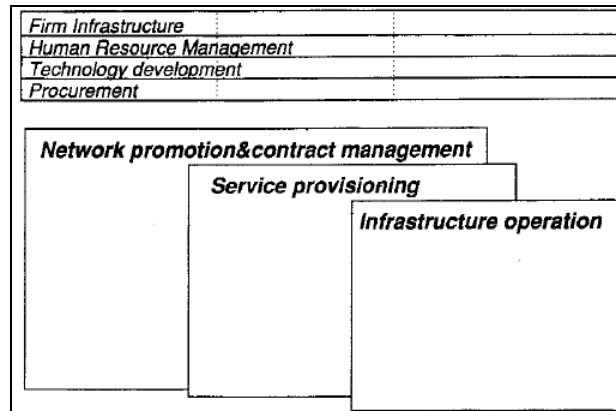 Firm Infrastructure
Human Resource Management
Technology development
Procurement
Network promotion&contract management
Service provisioning
Infrastructure operation